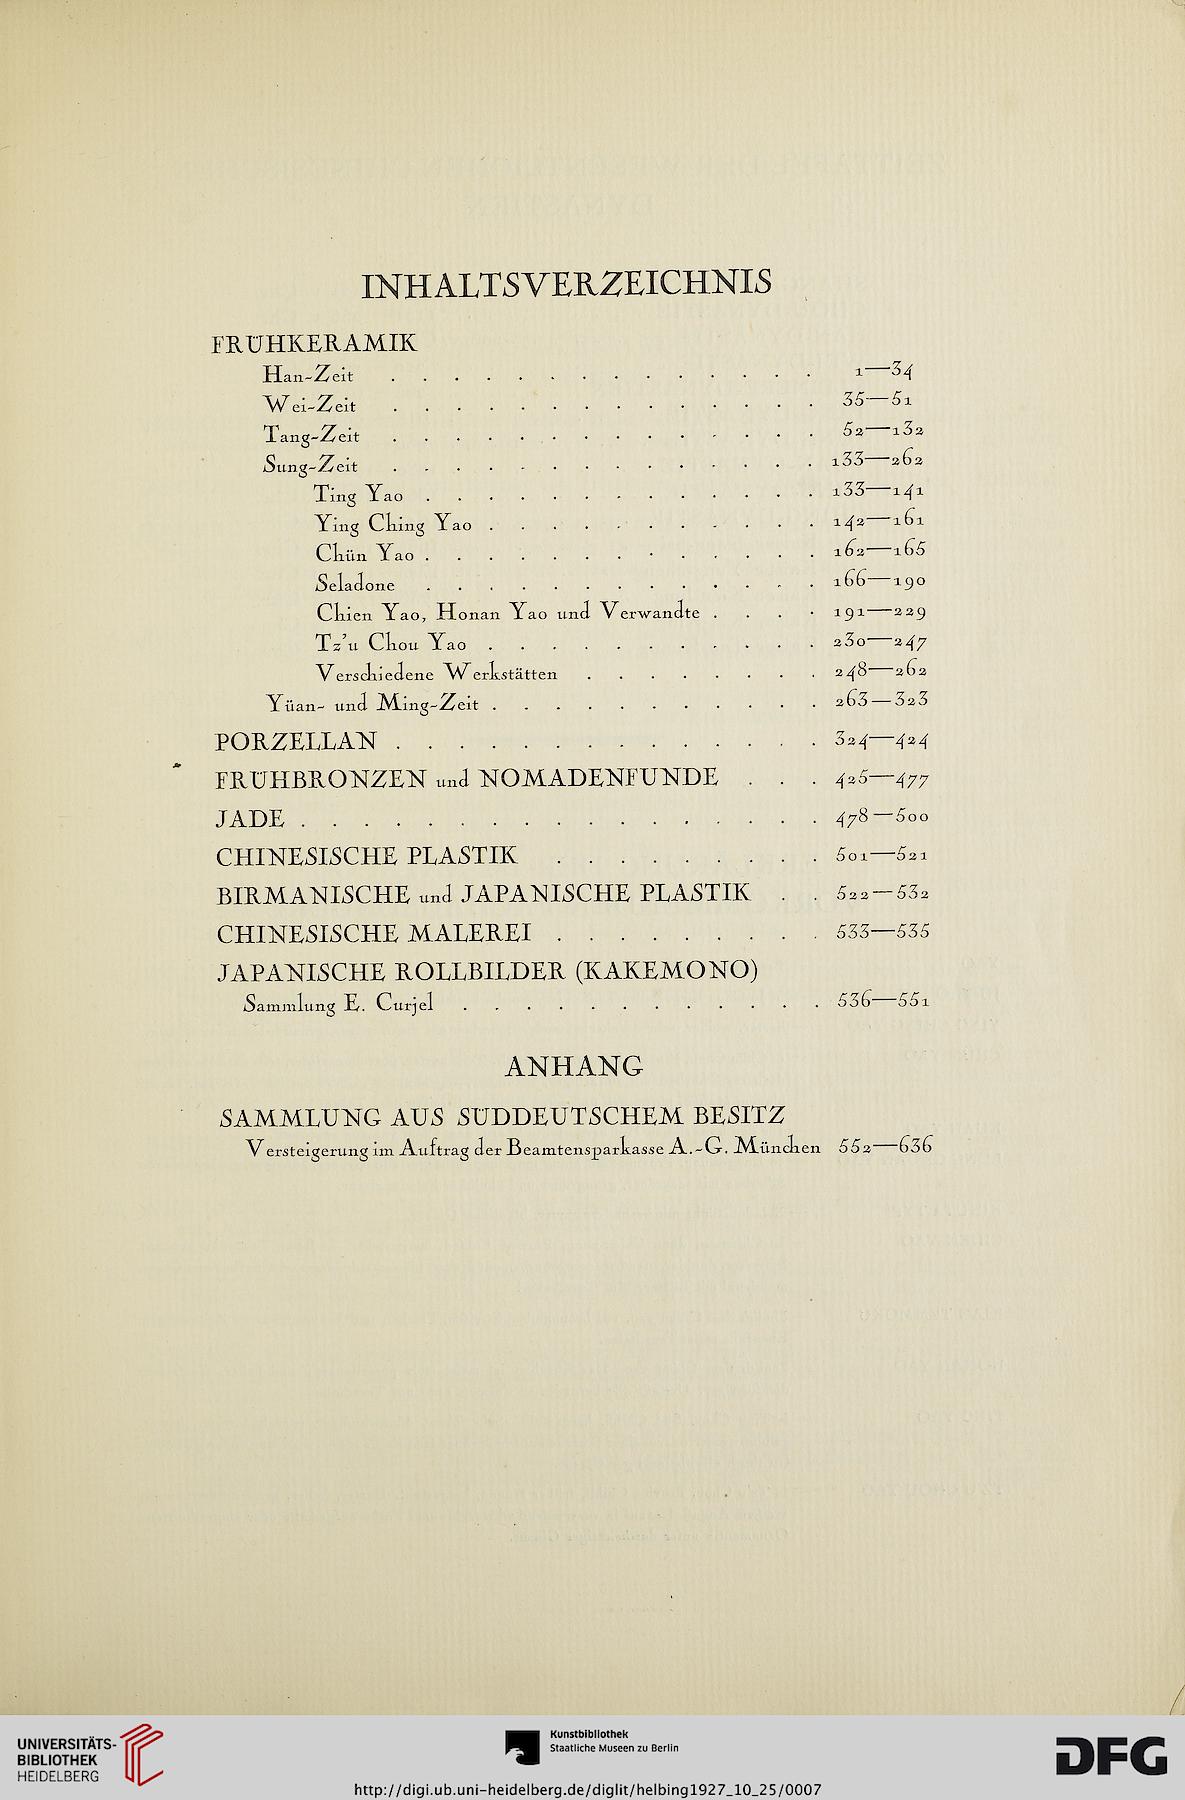 INHALTSVERZEICHNIS
FRÜHKERAMIK
Han-Zeit . . . . . . . . . . . . . . 1—34
Wei-Zeit . . . . . . . . . . . . . . 35—51
Tang-Zeit . . . . . . . . . . . . . . 52—132
Sung-Zeit . . . . . . . . . . . . . . 133—262
Ting Yao . . . . . . . . . . . . . 133—141
Ying Ching Yao . . . . . . . . . . . 142—161
Chün Yao . . . . . . . . . . . . . 162—165
Seladone . . . . . . . . . . . . . 166—190
Chien Yao, Honan Yao und Verwandte . . . . 191—229
Tz'u Chou Yao . . . . . . . . . . . 230—247
Verschiedene Werkstätten . . . . . . . . 248—262
Yüan- und Ming-Zeit . . . . . . . . . . . 263—323
PORZELLAN . . . . . . . . . . . . . . 324—424
FRÜHBRONZEN und NOMADENFUNDE . . . 425—477
JADE . . . . . . . . . . . . . . . . . 478—500
CHINESISCHE PLASTIK . . . . . . . . . 501—521
BIRMANISCHE und JAPANISCHE PLASTIK . . 522—532
CHINESISCHE MALEREI . . . . . . . . . 533—535
JAPANISCHE ROLLBILDER (KAKEMONO)
Sammlung E. Curjel . . . . . . . . . . . . 536—551
ANHANG
SAMMLUNG AUS SÜDDEUTSCHEM BESITZ
Versteigerung im Auftrag der Beamtensparkasse A.-G. München 552—636
UNIVERSITÄTS-
BIBLIOTHEK
HEIDELBERG
Kunstbibliothek
Staatliche Museen zu Berlin
DFG
http://digi.ub.uni-heidelberg.de/diglit/helbing1927_10_25/0007